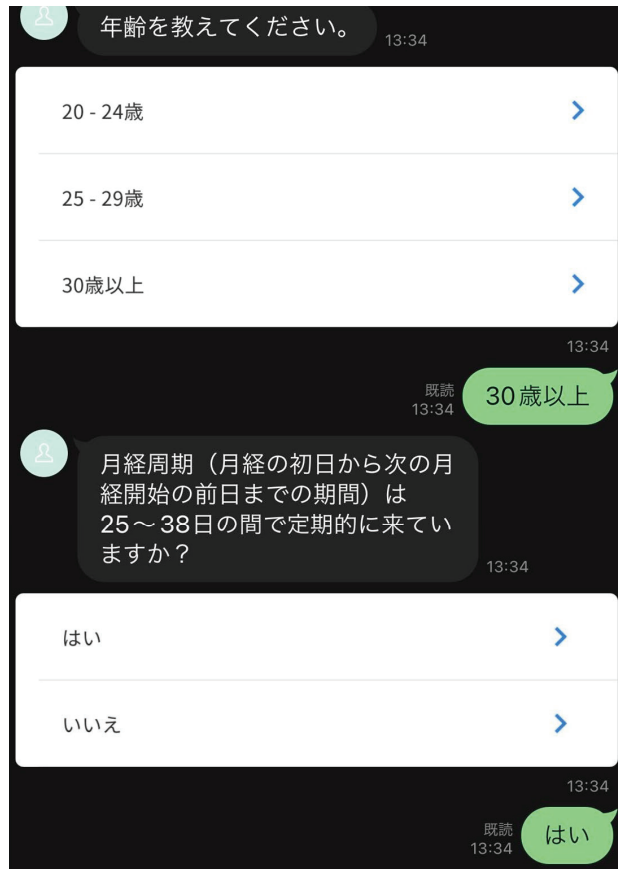 年齢を教えてください。
13:34
20 - 24歳
25 - 29歳
30歳以上
13:34
既読
13:34
30歳以上
月経周期（月経の初日から次の月
経開始の前日までの期間）は
25～38日の間で定期的に来てい
ますか？
13:34
はい
いいえ
13:34
既読
13:34
はい